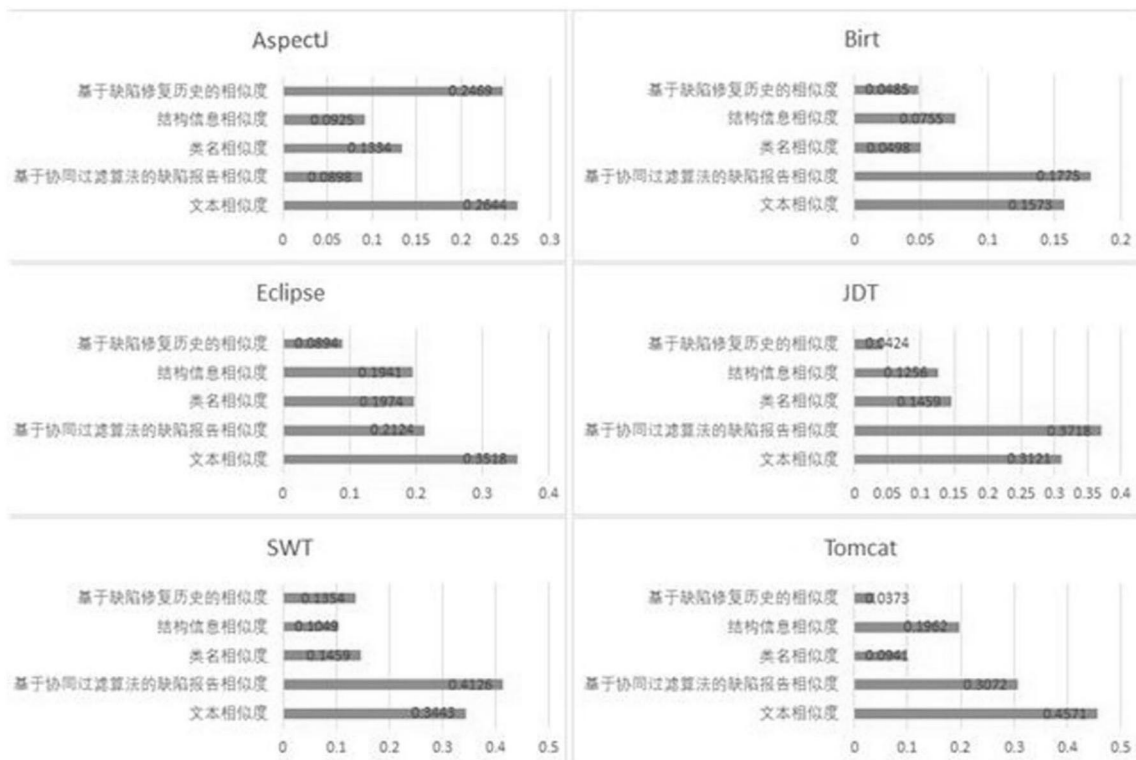 AspectJ
基于缺陷修复历史的相似度 0.2469
结构信息相似度 0.0925
类名相似度 0.1334
基于协同过滤算法的缺陷报告相似度 0.0898
文本相似度 0.2644
0 0.05 0.1 0.15 0.2 0.25 0.3
Birt
基于缺陷修复历史的相似度 0.0485
结构信息相似度 0.0755
类名相似度 0.0498
基于协同过滤算法的缺陷报告相似度 0.1775
文本相似度 0.1573
0 0.05 0.1 0.15 0.2
Eclipse
基于缺陷修复历史的相似度 0.0894
结构信息相似度 0.1941
类名相似度 0.1974
基于协同过滤算法的缺陷报告相似度 0.2124
文本相似度 0.3518
0 0.1 0.2 0.3 0.4
JDT
基于缺陷修复历史的相似度 0.0424
结构信息相似度 0.1256
类名相似度 0.1459
基于协同过滤算法的缺陷报告相似度 0.3718
文本相似度 0.3121
0 0.05 0.1 0.15 0.2 0.25 0.3 0.35 0.4
SWT
基于缺陷修复历史的相似度 0.1354
结构信息相似度 0.1049
类名相似度 0.1459
基于协同过滤算法的缺陷报告相似度 0.4126
文本相似度 0.3443
0 0.1 0.2 0.3 0.4 0.5
Tomcat
基于缺陷修复历史的相似度 0.0373
结构信息相似度 0.1962
类名相似度 0.0941
基于协同过滤算法的缺陷报告相似度 0.3072
文本相似度 0.4571
0 0.1 0.2 0.3 0.4 0.5